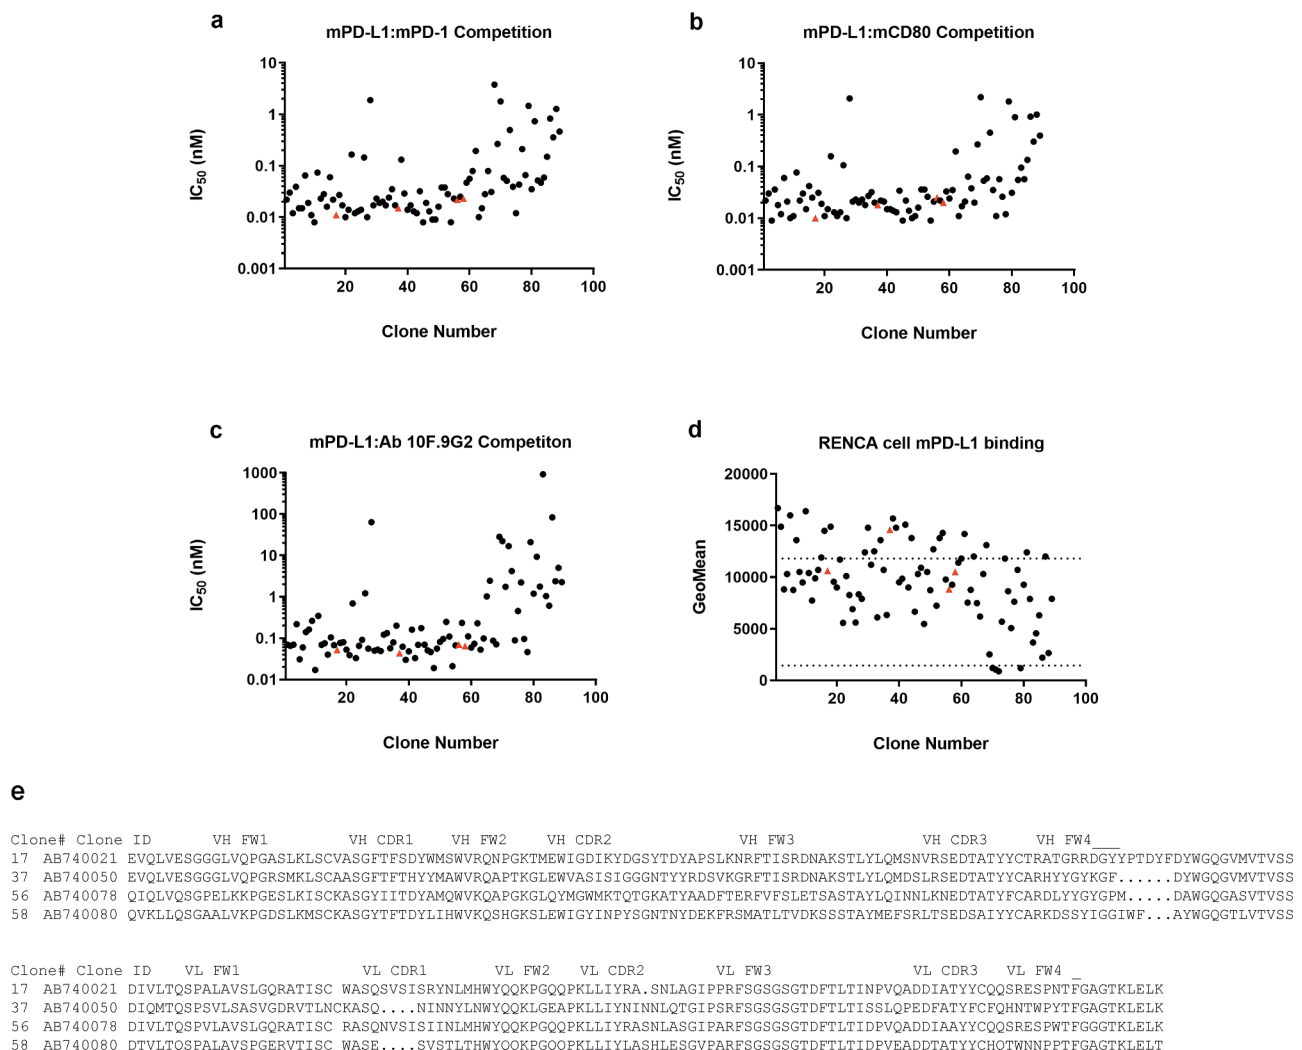 a
mPD-L1:mPD-1 Competition
10
1
0.1
0.01
0.001
IC50 (nM)
20 40 60 80 100
Clone Number
b
mPD-L1:mCD80 Competition
10
1
0.1
0.01
0.001
IC50 (nM)
20 40 60 80 100
Clone Number
c
mPD-L1:Ab 10F.9G2 Competiton
1000
100
10
1
0.1
0.01
IC50 (nM)
20 40 60 80 100
Clone Number
d
RENCA cell mPD-L1 binding
20000
15000
10000
5000
0
GeoMean
20 40 60 80 100
Clone Number
e
Clone# Clone ID VH FW1 VH CDR1 VH FW2 VH CDR2 VH FW3 VH CDR3 VH FW4
17 AB740021 EVQLVESGGGLVQPGASLKLSCVASGFTFSDYWMSWVRQNPGKTMEWIGDIKYDGSYTDYAPSLKNRFTISRDNAKSTLYLQMSNVRSEDTATYYCTRATGRRDGYYPTDYFDYWGQGVMVTVSS
37 AB740050 EVQLVESGGGLVQPGRSMKLSCAASGFTFTHYYMAWVRQAPTKGLEWVASISIGGGNTYYRDSVKGRFTISRDNAKSTLYLQMDSLRSEDTATYYCARHYYGYKGF......DYWGQGVMVTVSS
56 AB740078 QIQLVQSGPELKKPGESLKISCKASGYIITDYAMQWVKQAPGKGLQYMGWMKTQTGKATYAADFTERFVFSLETSASTAYLQINNLKNEDTATYFCARDLYYGYGPM.....DAWGQGASVTVSS
58 AB740080 QVKLLQSGAALVKPGDSLKMSCKASGYTFTDYLIHWVKQSHGKSLEWIGYINPYSGNTNYDEKFRSMATLTVDKSSSTAYMEFSRLTSEDSAIYYCARKDSSYIGGIWF...AYWGQGTLVTVSS
Clone# Clone ID VL FW1 VL CDR1 VL FW2 VL CDR2 VL FW3 VL CDR3 VL FW4
17 AB740021 DIVLTQSPALAVSLGQRATISC WASQSVSISRYNLMHWYQQKPGQQPKLLIYRA.SNLAGIPPRFSGSGSGTDFTLTINPVQADDIATYYCQQSRESPNTFGAGTKLELK
37 AB740050 DIQMTQSPSVLSASVGDRVTLNCKASQ....NINNYLNWYQQKLGEAPKLLIYNINNLQTGIPSRFSGSGSGTDFTLTISSLQPEDFATYFCFQHNTWPYTFGAGTKLELK
56 AB740078 DIVLTQSPALAVSLGQRATISC RASQNVSISIINLMHWYQQKPGQQPKLLIYRASNLASGIPARFSGSGSGTDFTLTIDPVQADDIAAYYCQQSRESPWTFGGGTKLELK
58 AB740080 DTVLTQSPALAVSPGERVTISC WASE....SVSTLTHWYQQKPGQQPKLLIYLASHLESGVPARFSGSGSGTDFTLTIDPVEADDTATYYCHQTWNNPPTFGAGTKLELT